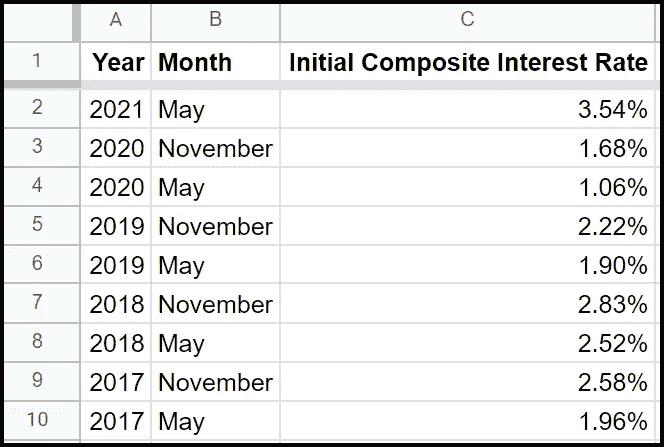 A B C
1 Year Month Initial Composite Interest Rate
2 2021 May 3.54%
3 2020 November 1.68%
4 2020 May 1.06%
5 2019 November 2.22%
6 2019 May 1.90%
7 2018 November 2.83%
8 2018 May 2.52%
9 2017 November 2.58%
10 2017 May 1.96%